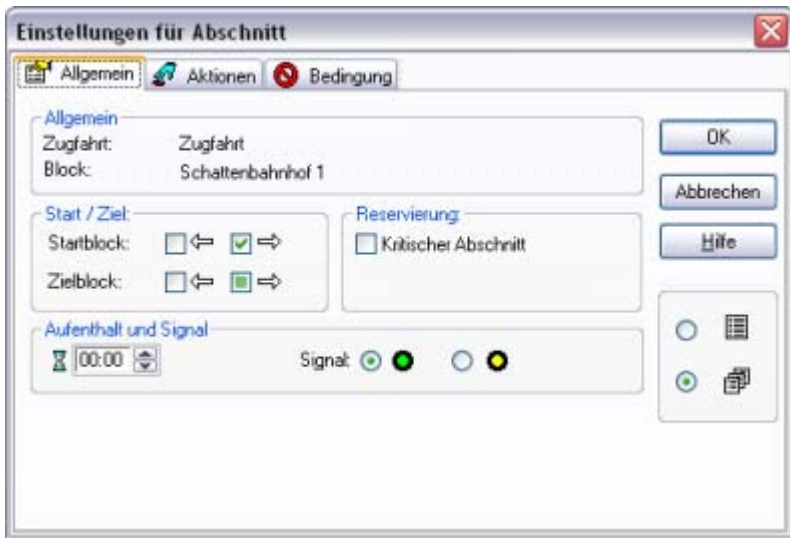 Einstellungen für Abschnitt
Allgemein Aktionen Bedingung
Allgemein
Zugfahrt: Zugfahrt
Block: Schattenbahnhof 1
OK
Abbrechen
Hilfe
Start / Ziel:
Startblock:
Zielblock:
Reservierung:
Kritischer Abschnitt
Aufenthalt und Signal
00:00 Signal: